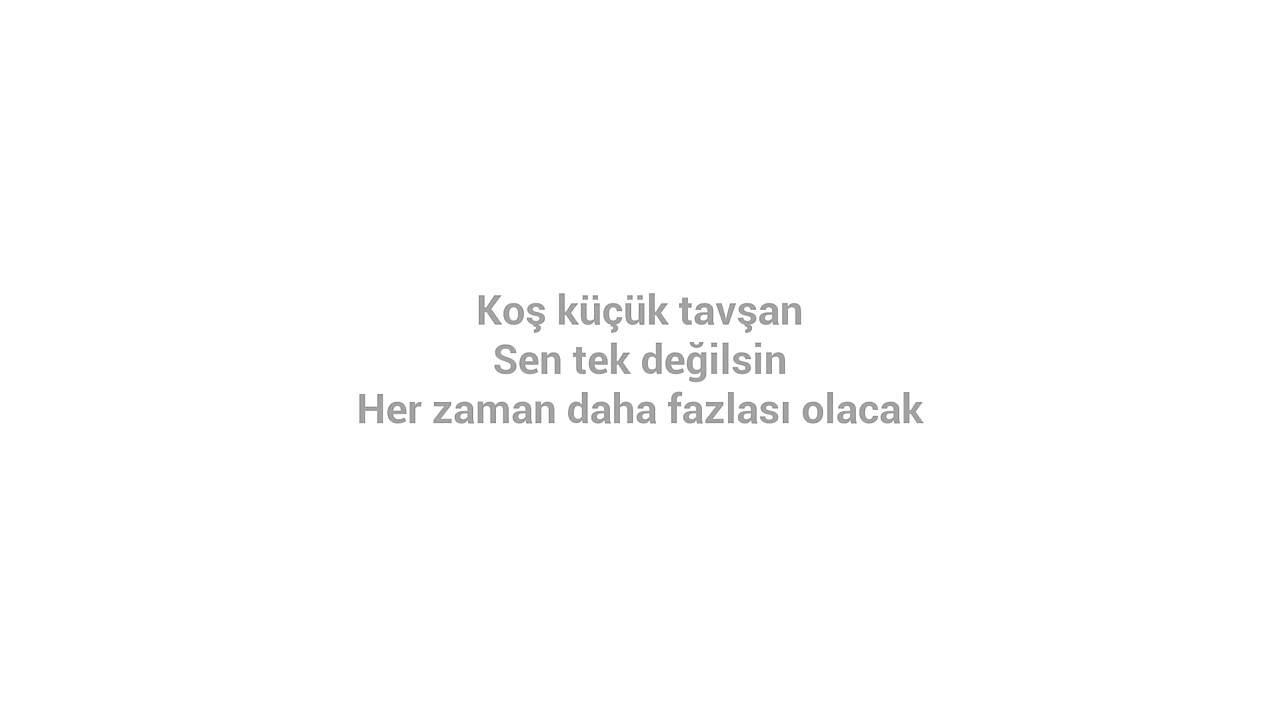 Koş küçük tavşan
Sen tek değilsin
Her zaman daha fazlası olacak